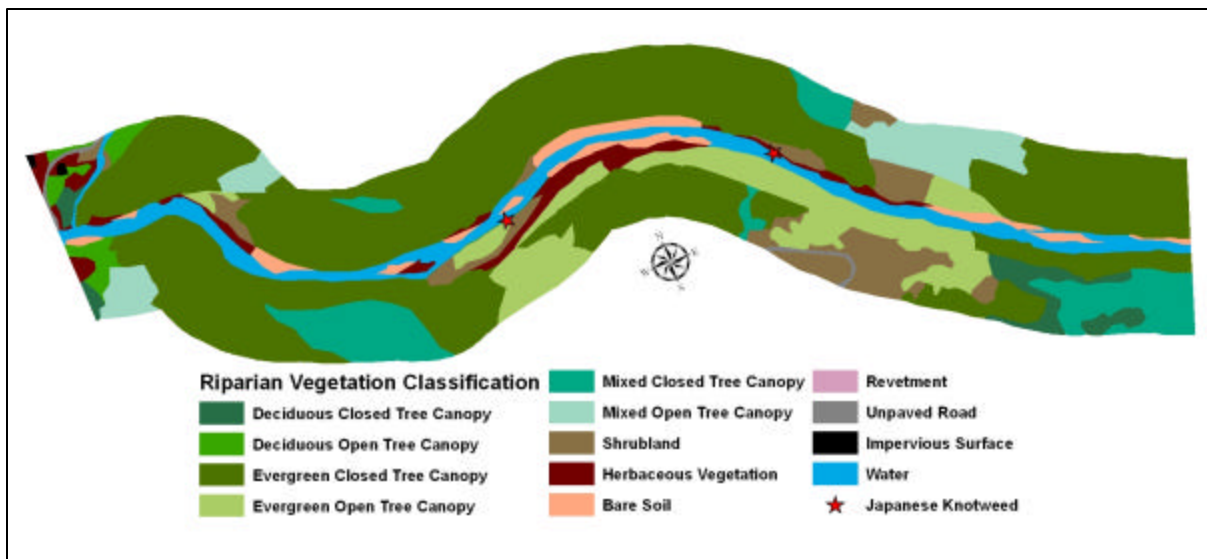 Riparian Vegetation Classification
Deciduous Closed Tree Canopy
Deciduous Open Tree Canopy
Evergreen Closed Tree Canopy
Evergreen Open Tree Canopy
Mixed Closed Tree Canopy
Mixed Open Tree Canopy
Shrubland
Herbaceous Vegetation
Bare Soil
Revetment
Unpaved Road
Impervious Surface
Water
Japanese Knotweed